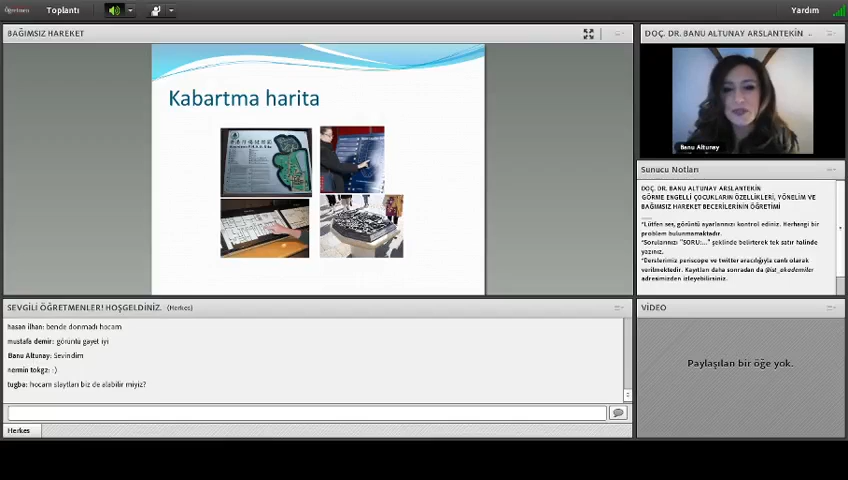 Öğretmen
Toplantı
Yardım
BAĞIMSIZ HAREKET
Kabartma harita
DOÇ. DR. BANU ALTUNAY ARSLANTEKİN ..
Banu Altunay
Sunucu Notları
DOÇ. DR. BANU ALTUNAY ARSLANTEKİN
GÖRME ENGELLİ ÇOCUKLARIN ÖZELLİKLERİ, YÖNELİM VE
BAĞIMSIZ HAREKET BECERİLERİNİN ÖĞRETİMİ
*Lütfen ses, görüntü ayarlarınızı kontrol ediniz. Herhangi bir
problem bulunmamaktadır.
*Sorularınızı "SORU:..." şeklinde belirterek tek satır halinde
yazınız.
*Derslerimiz periscope ve twitter aracılığıyla canlı olarak
verilmektedir. Kayıtları daha sonradan da @ist_akademiler
adresimizden izleyebilirsiniz.
SEVGİLİ ÖĞRETMENLER! HOŞGELDİNİZ. (Herkes)
hasan ilhan: bende donmadı hocam
mustafa demir: görüntü gayet iyi
Banu Altunay: Sevindim
nermin tokgz: :)
tugba: hocam slaytları biz de alabilir miyiz?
Herkes
VİDEO
Paylaşılan bir öğe yok.